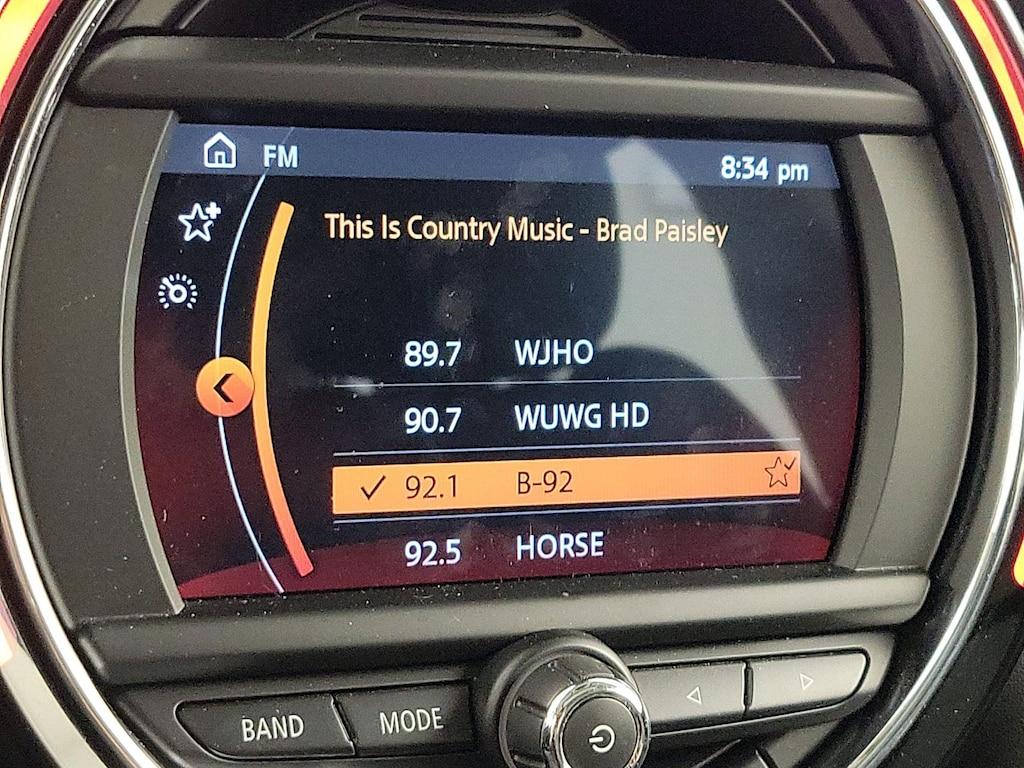 FM 8:34 pm
This Is Country Music - Brad Paisley
89.7 WJHO
90.7 WUWG HD
92.1 B-92
92.5 HORSE
BAND MODE